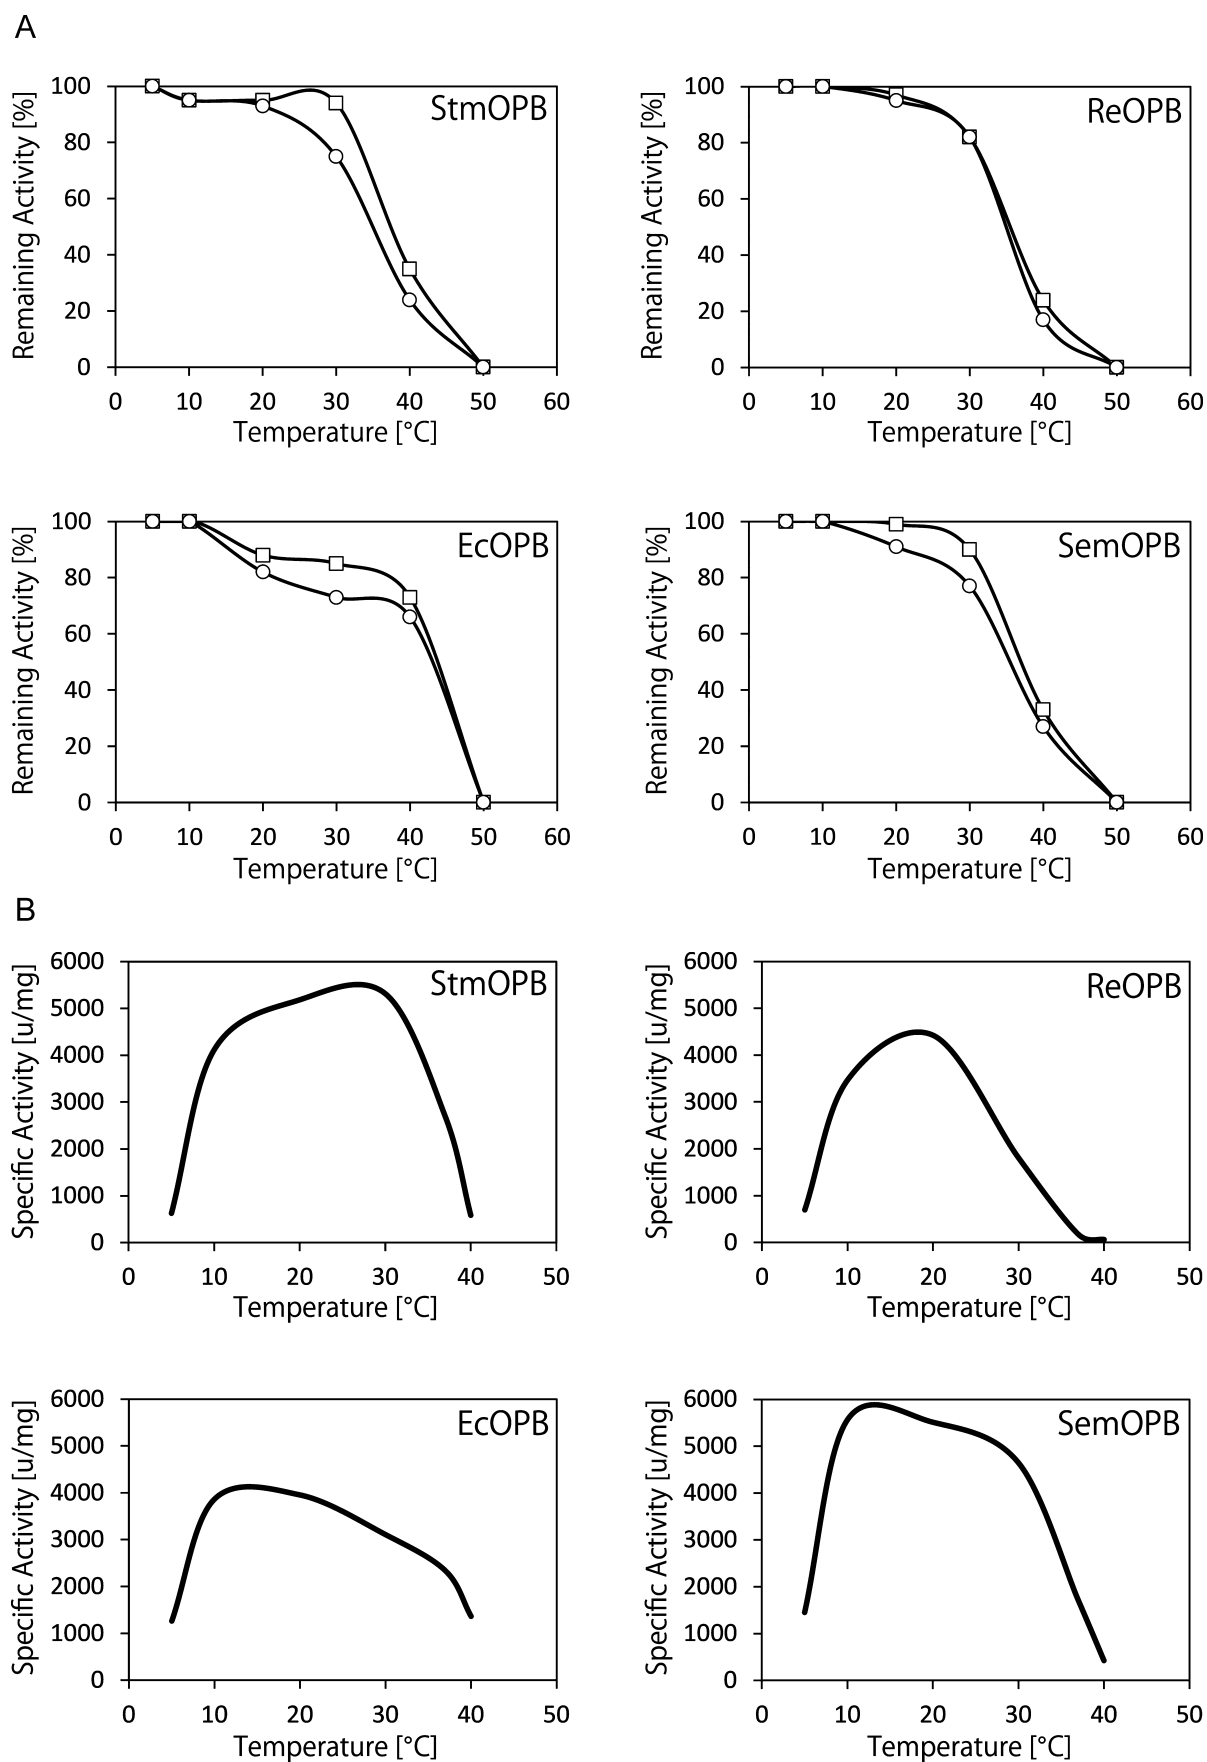 A
StmOPB
Remaining Activity [%]
100
80
60
40
20
0
0 10 20 30 40 50 60
Temperature [°C]
ReOPB
Remaining Activity [%]
100
80
60
40
20
0
0 10 20 30 40 50 60
Temperature [°C]
EcOPB
Remaining Activity [%]
100
80
60
40
20
0
0 10 20 30 40 50 60
Temperature [°C]
SemOPB
Remaining Activity [%]
100
80
60
40
20
0
0 10 20 30 40 50 60
Temperature [°C]
B
StmOPB
Specific Activity [u/mg]
6000
5000
4000
3000
2000
1000
0
0 10 20 30 40 50
Temperature [°C]
ReOPB
Specific Activity [u/mg]
6000
5000
4000
3000
2000
1000
0
0 10 20 30 40 50
Temperature [°C]
EcOPB
Specific Activity [u/mg]
6000
5000
4000
3000
2000
1000
0
0 10 20 30 40 50
Temperature [°C]
SemOPB
Specific Activity [u/mg]
6000
5000
4000
3000
2000
1000
0
0 10 20 30 40 50
Temperature [°C]